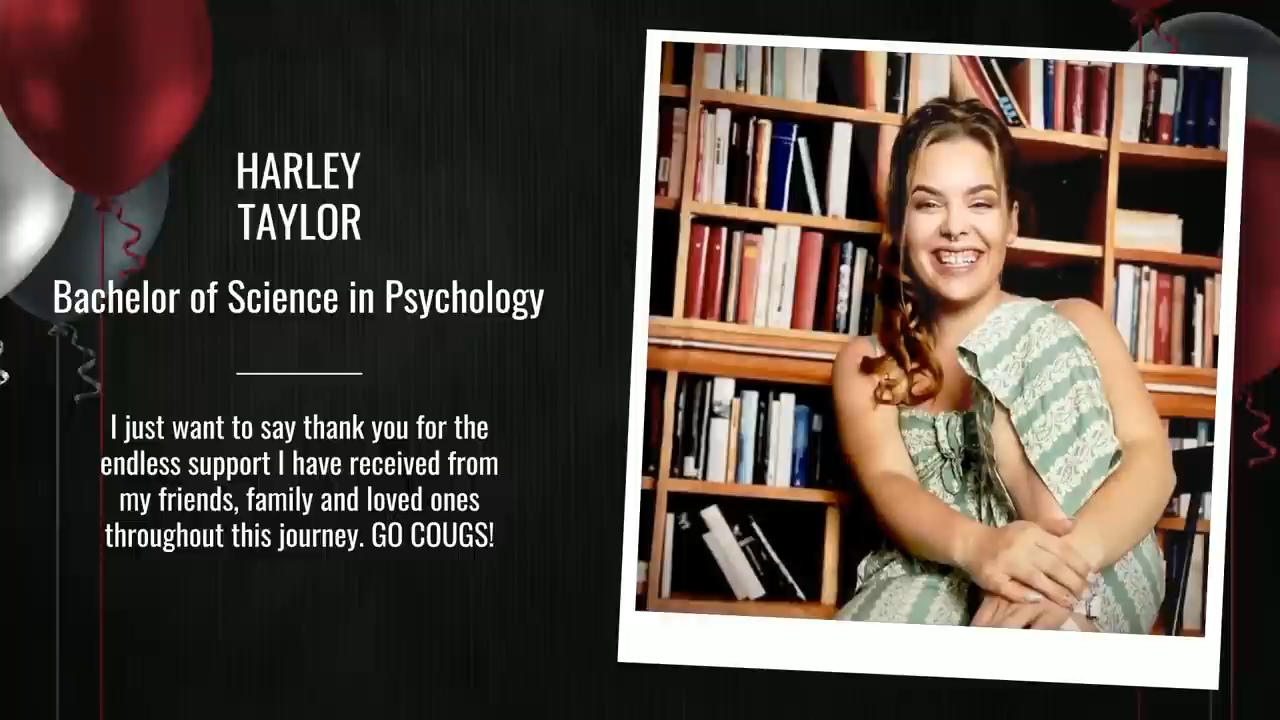 HARLEY
TAYLOR
Bachelor of Science in Psychology
I just want to say thank you for the
endless support I have received from
my friends, family and loved ones
throughout this journey. GO COUGS!